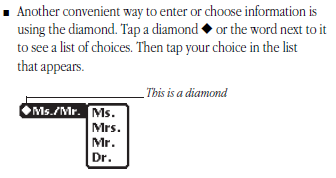 ▪ Another convenient way to enter or choose information is
using the diamond. Tap a diamond ◆ or the word next to it
to see a list of choices. Then tap your choice in the list
that appears.
This is a diamond
◆Ms./Mr.
Ms.
Mrs.
Mr.
Dr.